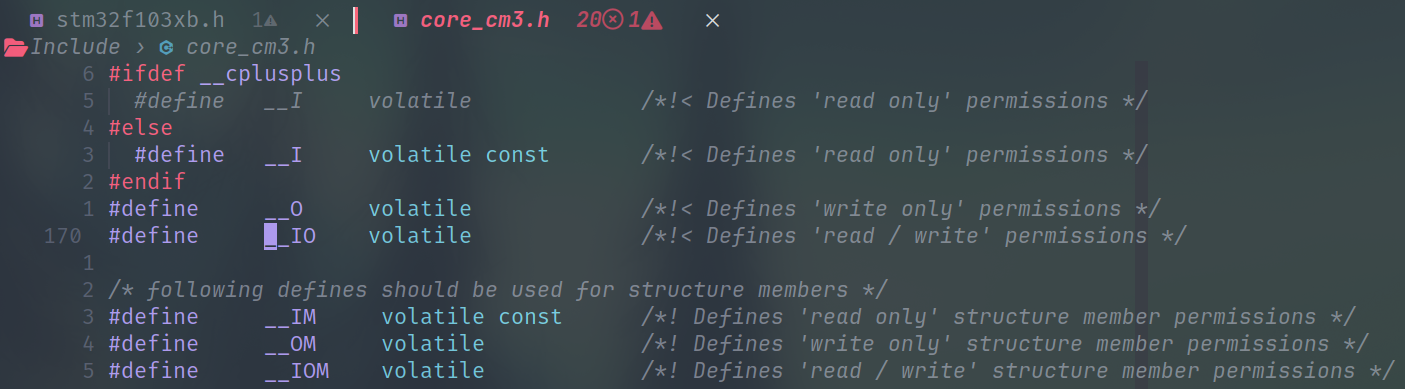 stm32f103xb.h 1 core_cm3.h 20 1
Include > core_cm3.h
6 #ifdef __cplusplus
5 #define __I volatile /*!< Defines 'read only' permissions */
4 #else
3 #define __I volatile const /*!< Defines 'read only' permissions */
2 #endif
1 #define __O volatile /*!< Defines 'write only' permissions */
170 #define __IO volatile /*!< Defines 'read / write' permissions */
1
2 /* following defines should be used for structure members */
3 #define __IM volatile const /*! Defines 'read only' structure member permissions */
4 #define __OM volatile /*! Defines 'write only' structure member permissions */
5 #define __IOM volatile /*! Defines 'read / write' structure member permissions */